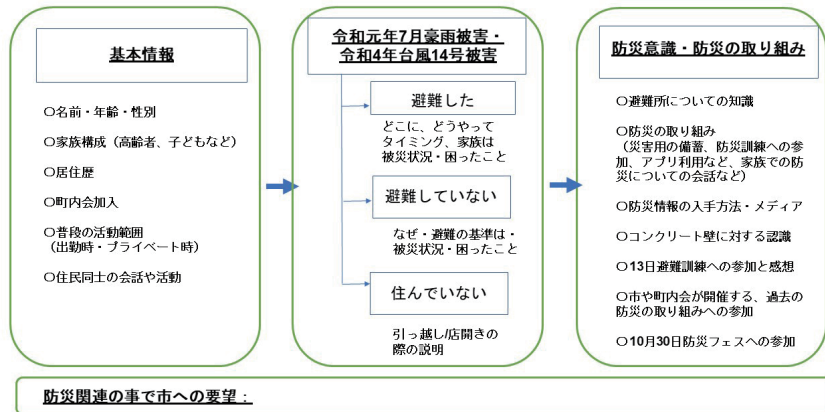 基本情報
〇名前・年齢・性別
〇家族構成（高齢者、子どもなど）
〇居住歴
〇町内会加入
〇普段の活動範囲
（出勤時・プライベート時）
〇住民同士の会話や活動
令和元年7月豪雨被害・
令和4年台風14号被害
避難した
どこに、どうやって
タイミング、家族は
被災状況・困ったこと
避難していない
なぜ・避難の基準は・
被災状況・困ったこと
住んでいない
引っ越し/店開きの
際の説明
防災意識・防災の取り組み
〇避難所についての知識
〇防災の取り組み
（災害用の備蓄、防災訓練への参
加、アプリ利用など、家族での防
災についての会話など）
〇防災情報の入手方法・メディア
〇コンクリート壁に対する認識
〇13日避難訓練への参加と感想
〇市や町内会が開催する、過去の
防災の取り組みへの参加
〇10月30日防災フェスへの参加
防災関連の事で市への要望：